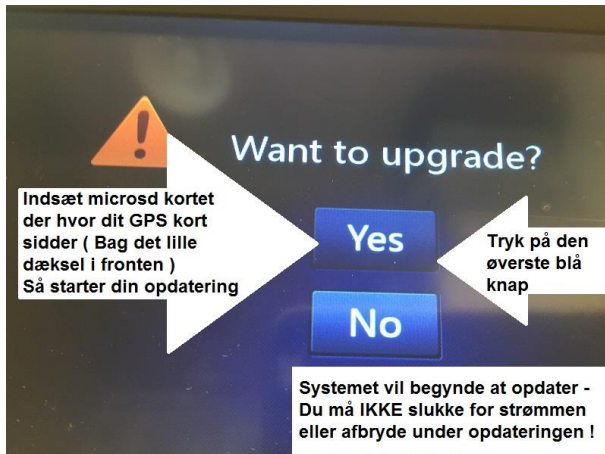 !
Want to upgrade?
Indsæt microsd kortet
der hvor dit GPS kort
sidder ( Bag det lille
dæksel i fronten )
Så starter din opdatering
Yes
Tryk på den
øverste blå
knap
No
Systemet vil begynde at opdater -
Du må IKKE slukke for strømmen
eller afbryde under opdateringen !